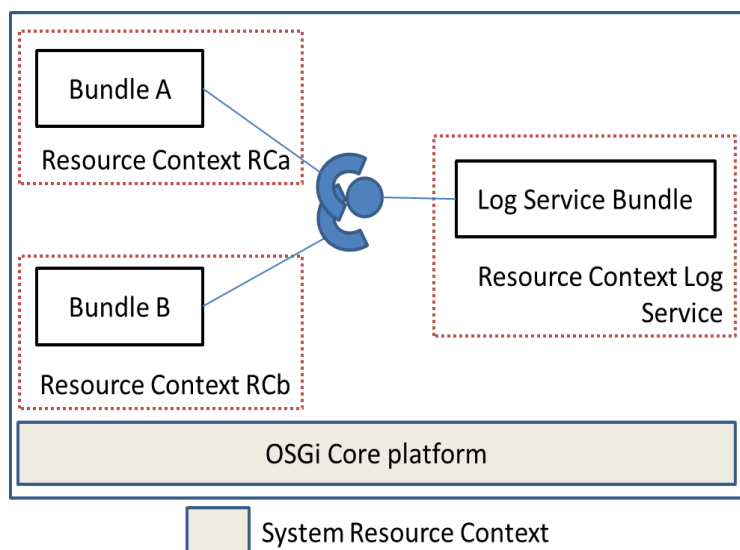 Bundle A
Resource Context RCa
Log Service Bundle
Resource Context Log
Service
Bundle B
Resource Context RCb
OSGi Core platform
System Resource Context